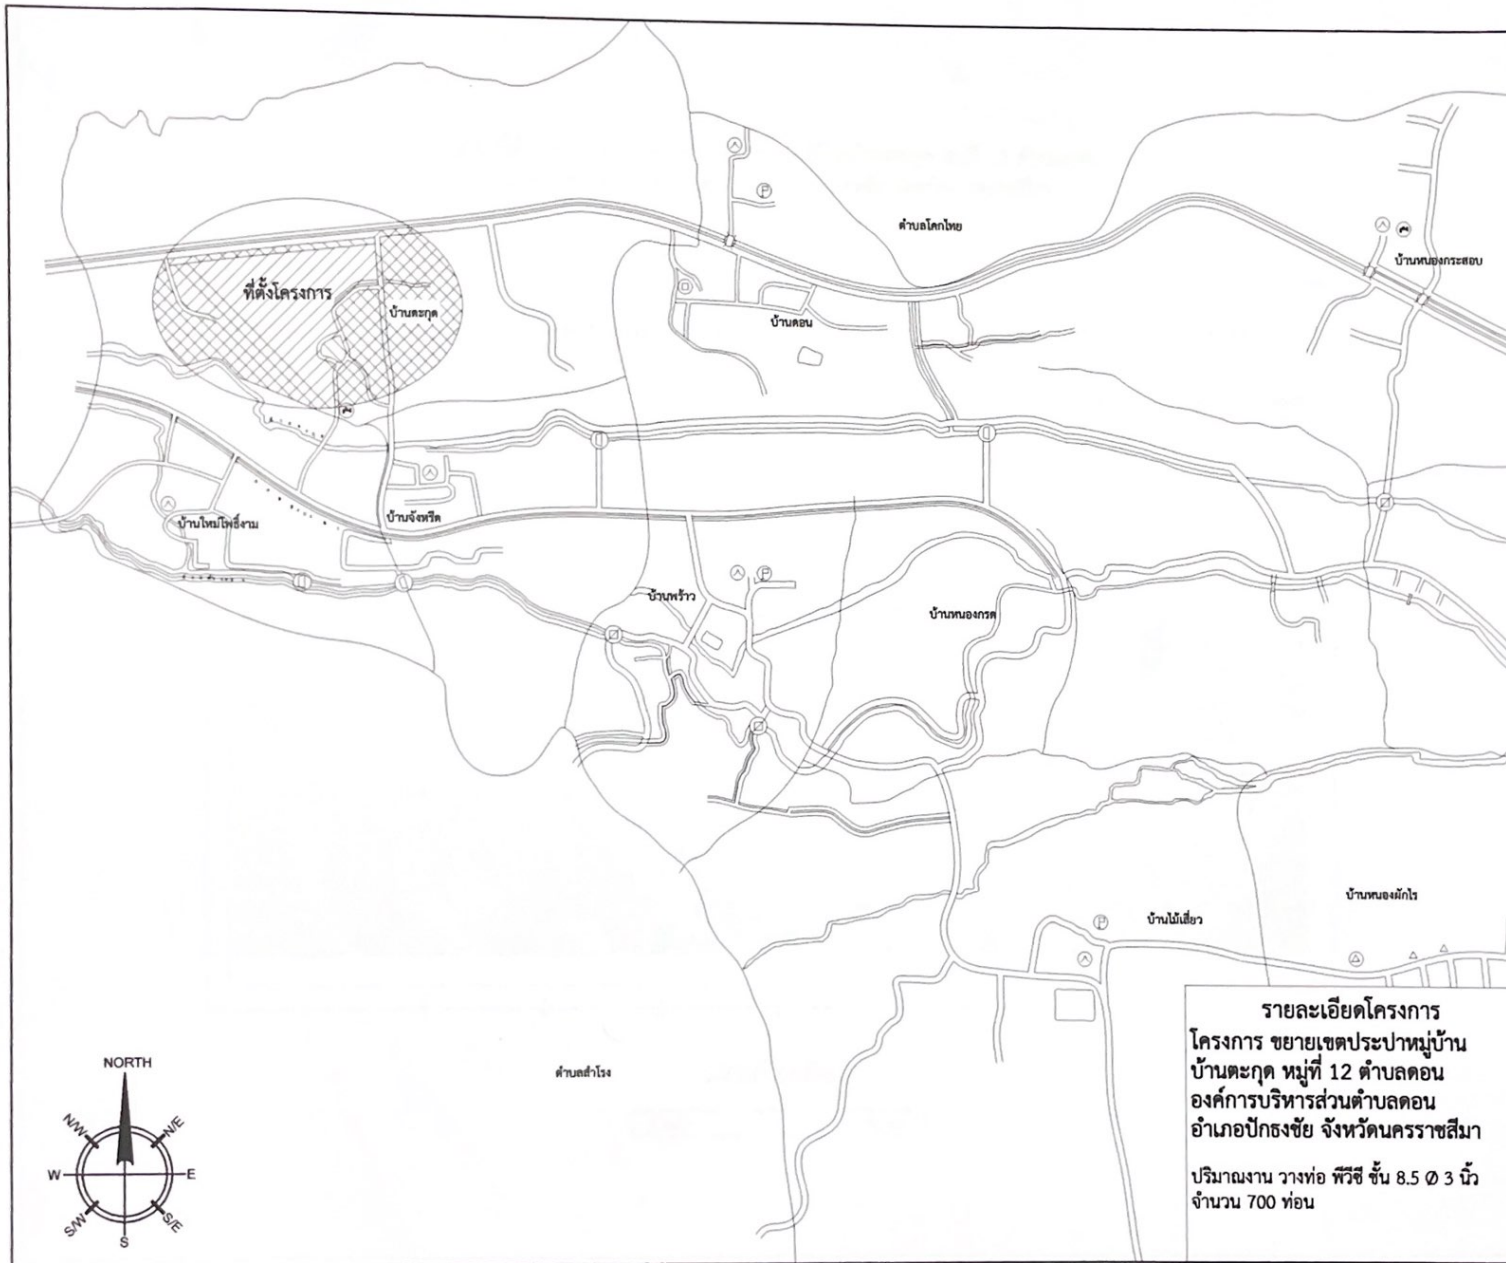 ตำบลโคกไทย
บ้านหนองกระสอบ
ที่ตั้งโครงการ
บ้านตะกุด
บ้านดอน
บ้านใหม่โพธิ์งาม
บ้านจังหรีด
บ้านพร้าว
บ้านหนองกรด
บ้านหนองผักไร
บ้านไม้เสี่ยว
ตำบลสำโรง
NORTH
N/W
N/E
W
E
S/W
S/E
S
รายละเอียดโครงการ
โครงการ ขยายเขตประปาหมู่บ้าน
บ้านตะกุด หมู่ที่ 12 ตำบลดอน
องค์การบริหารส่วนตำบลดอน
อำเภอปักธงชัย จังหวัดนครราชสีมา
ปริมาณงาน วางท่อ พีวีซี ชั้น 8.5 Ø 3 นิ้ว
จำนวน 700 ท่อน